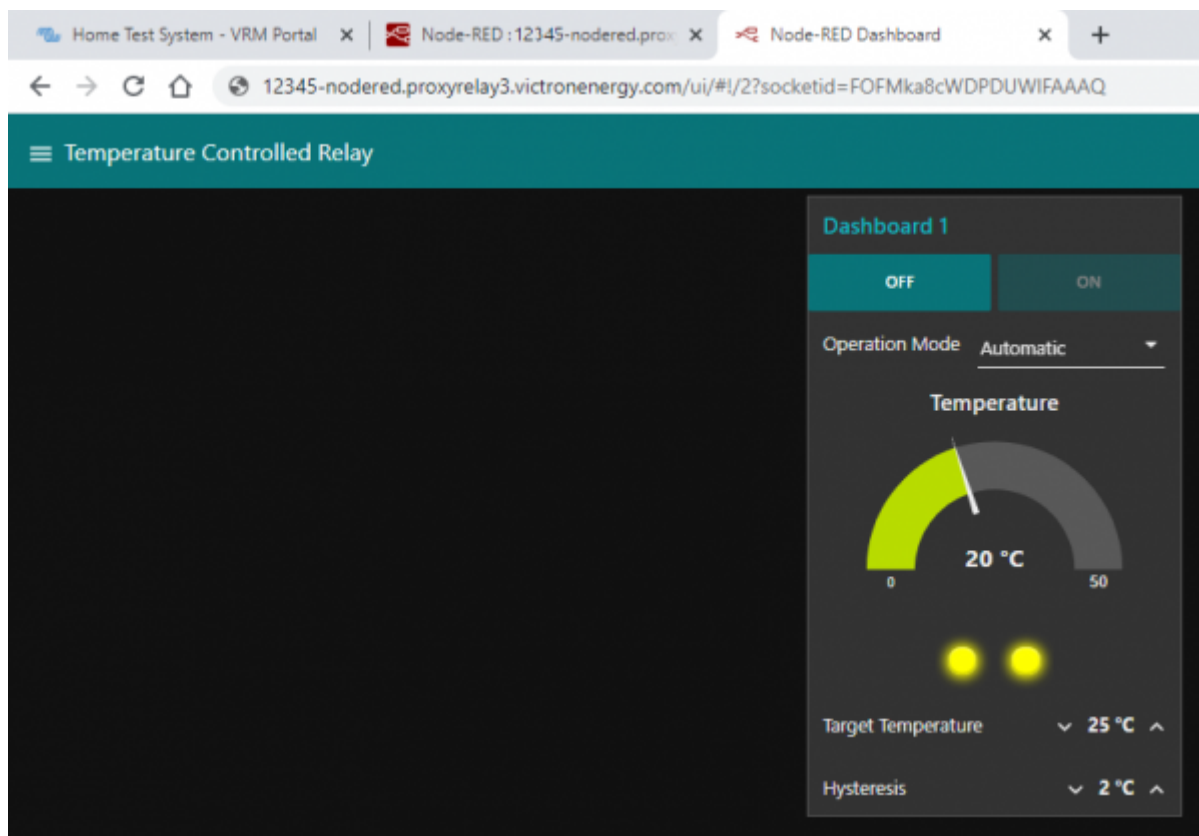 Home Test System - VRM Portal
Node-RED : 12345-nodered.prox
Node-RED Dashboard
12345-nodered.proxyrelay3.victronenergy.com/ui/#!/2?socketid=FOFMka8cWDPDUWIFAAAQ
Temperature Controlled Relay
Dashboard 1
OFF ON
Operation Mode Automatic
Temperature
20 °C
0 50
Target Temperature 25 °C
Hysteresis 2 °C